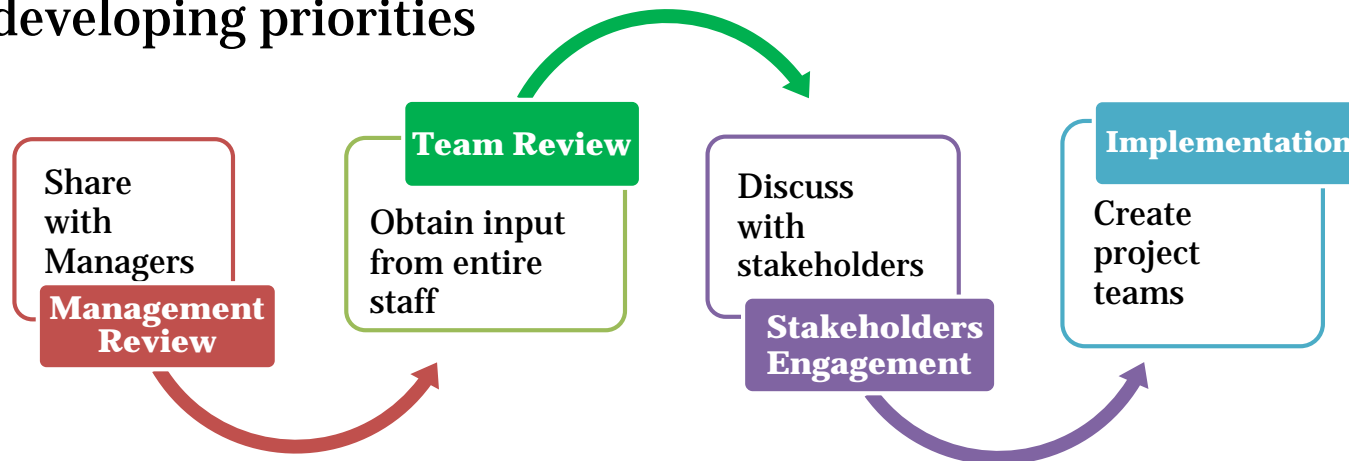 developing priorities
Share
with
Managers
Management
Review
Team Review
Obtain input
from entire
staff
Discuss
with
stakeholders
Stakeholders
Engagement
Implementation
Create
project
teams